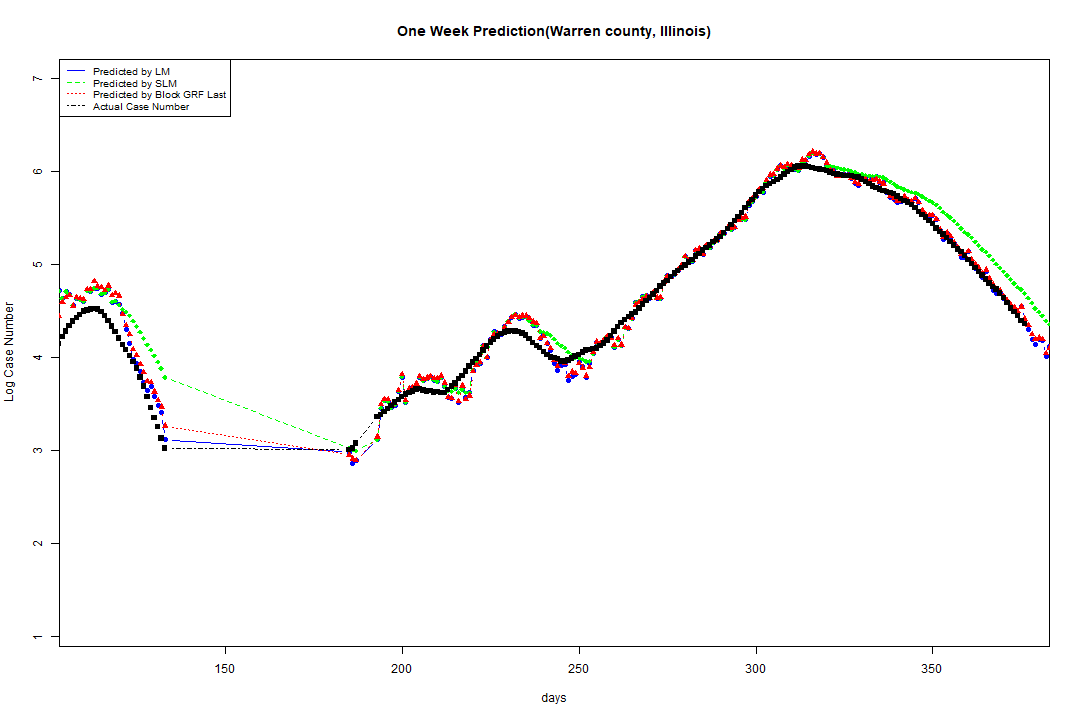 One Week Prediction(Warren county, Illinois)
Predicted by LM
Predicted by SLM
Predicted by Block GRF Last
Actual Case Number
7
6
5
4
3
2
1
Log Case Number
150 200 250 300 350
days